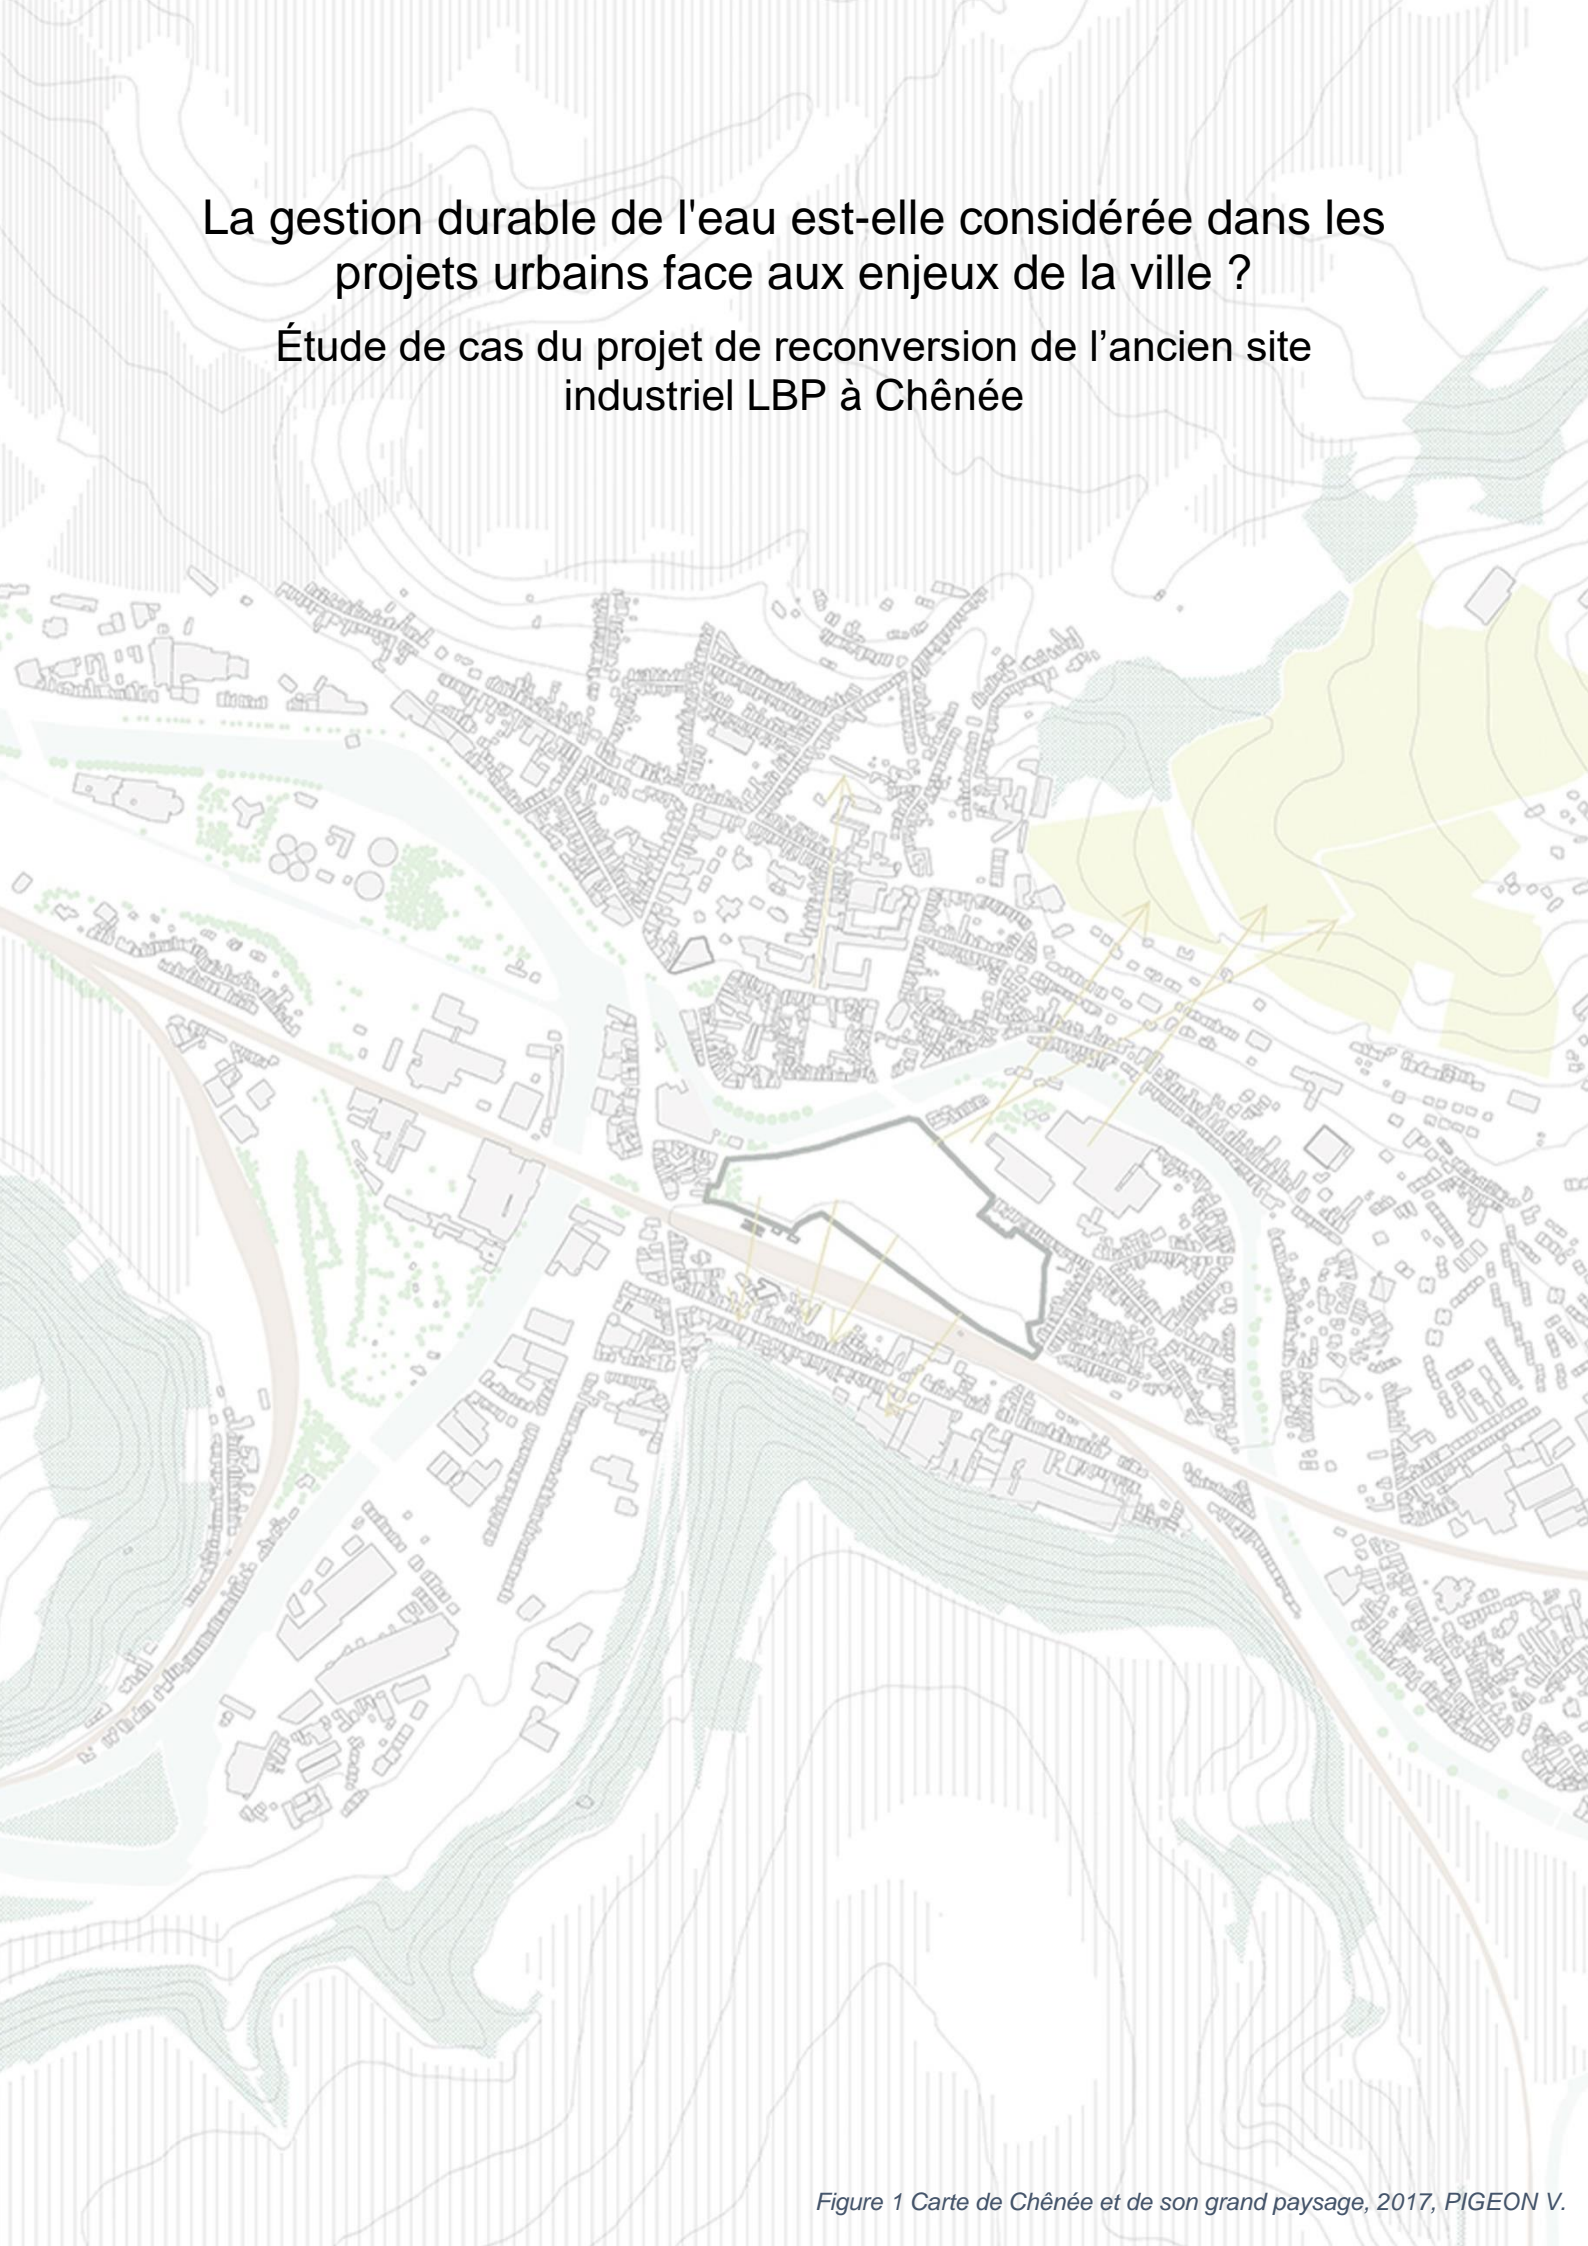 La gestion durable de l'eau est-elle considérée dans les
projets urbains face aux enjeux de la ville ?
Étude de cas du projet de reconversion de l’ancien site
industriel LBP à Chênée
Figure 1 Carte de Chênée et de son grand paysage, 2017, PIGEON V.